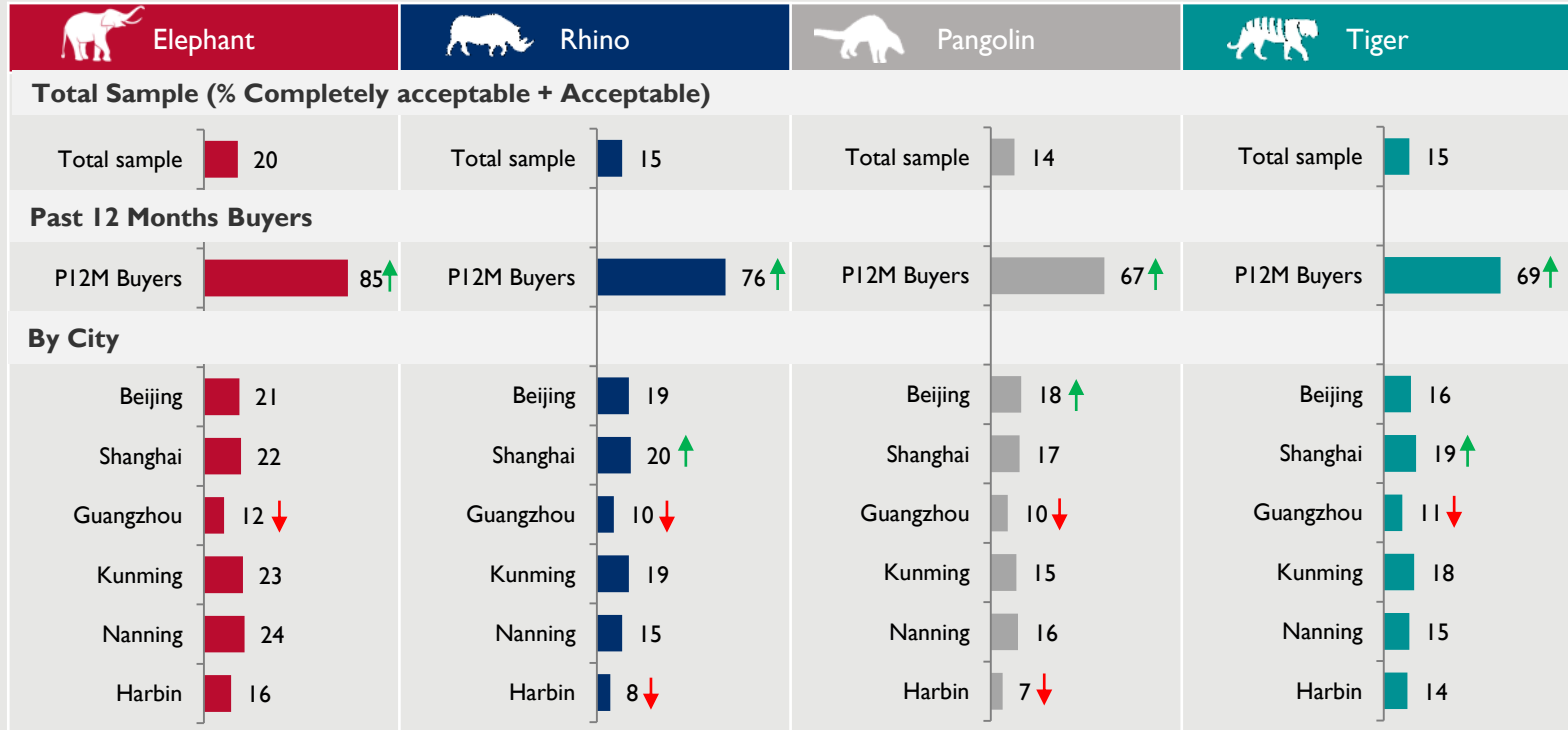 Elephant Rhino Pangolin Tiger
Total Sample (% Completely acceptable + Acceptable)
Total sample 20 Total sample 15 Total sample 14 Total sample 15
Past 12 Months Buyers
P12M Buyers 85 P12M Buyers 76 P12M Buyers 67 P12M Buyers 69
By City
Beijing 21 Beijing 19 Beijing 18 Beijing 16
Shanghai 22 Shanghai 20 Shanghai 17 Shanghai 19
Guangzhou 12 Guangzhou 10 Guangzhou 10 Guangzhou 11
Kunming 23 Kunming 19 Kunming 15 Kunming 18
Nanning 24 Nanning 15 Nanning 16 Nanning 15
Harbin 16 Harbin 8 Harbin 7 Harbin 14